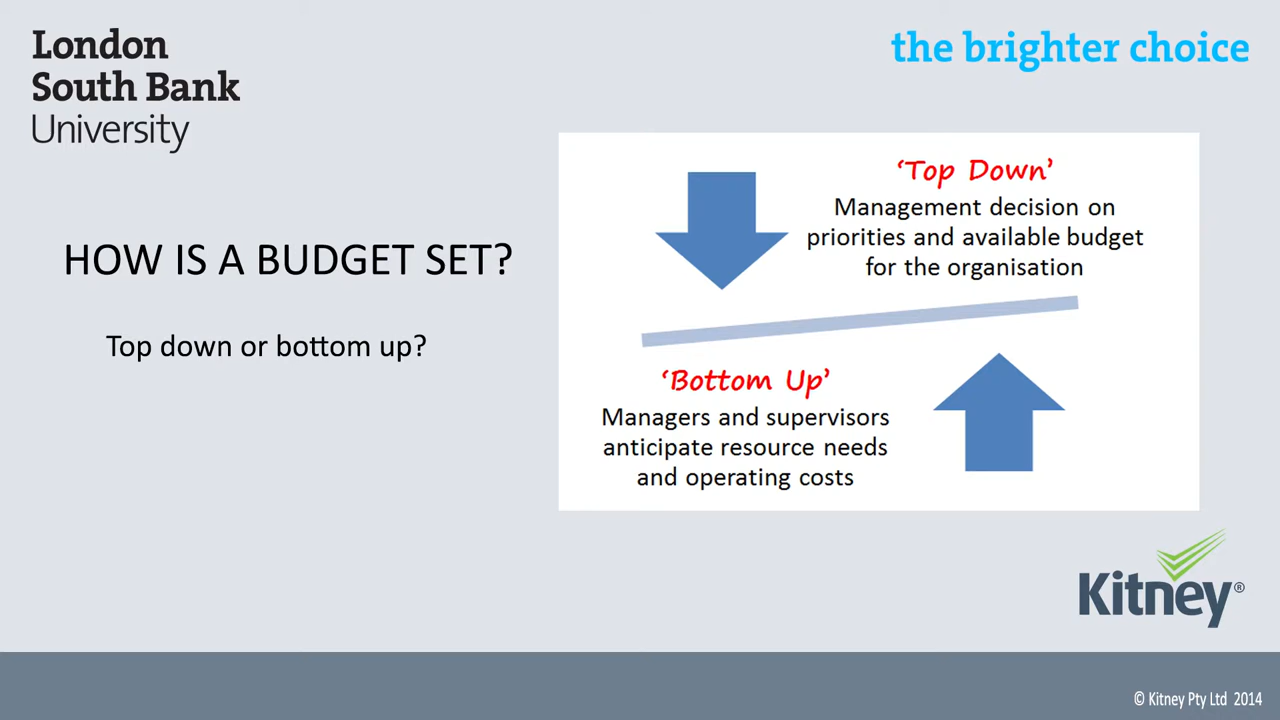 London
South Bank
University
the brighter choice
HOW IS A BUDGET SET?
Top down or bottom up?
‘Top Down’
Management decision on
priorities and available budget
for the organisation
‘Bottom Up’
Managers and supervisors
anticipate resource needs
and operating costs
Kitney®
© Kitney Pty Ltd 2014